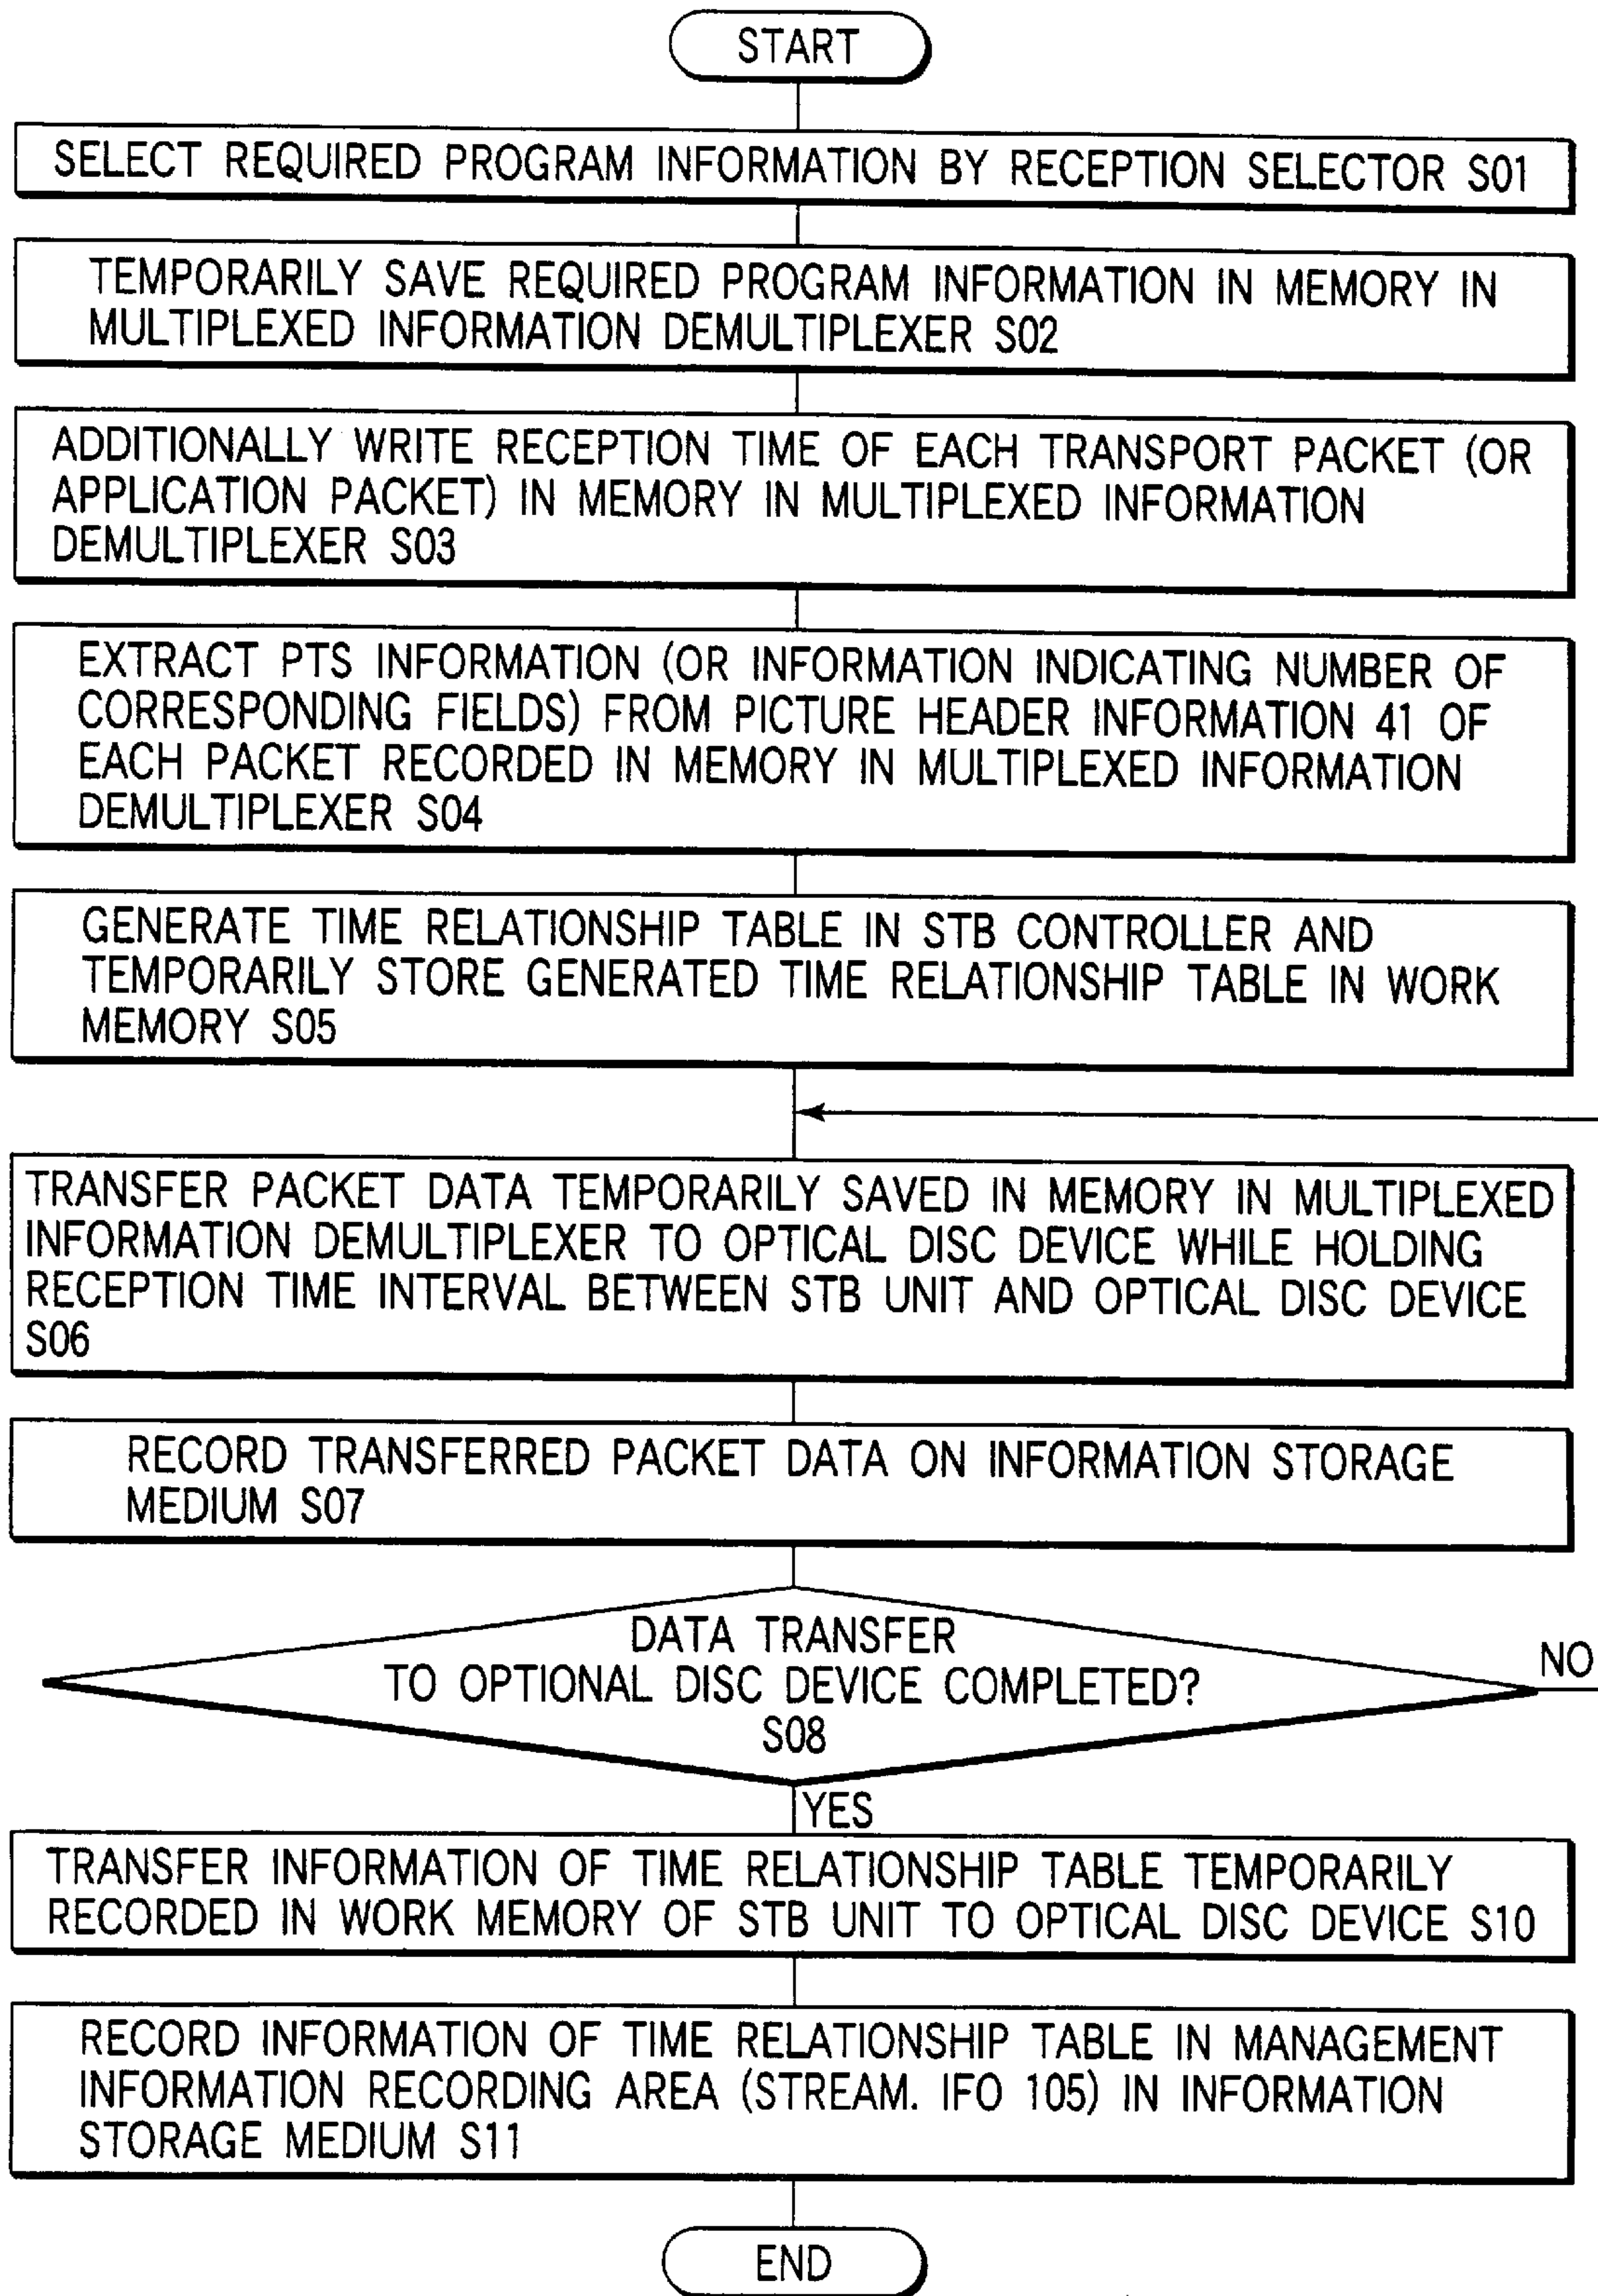 START
SELECT REQUIRED PROGRAM INFORMATION BY RECEPTION SELECTOR S01
TEMPORARILY SAVE REQUIRED PROGRAM INFORMATION IN MEMORY IN
MULTIPLEXED INFORMATION DEMULTIPLEXER S02
ADDITIONALLY WRITE RECEPTION TIME OF EACH TRANSPORT PACKET (OR
APPLICATION PACKET) IN MEMORY IN MULTIPLEXED INFORMATION
DEMULTIPLEXER S03
EXTRACT PTS INFORMATION (OR INFORMATION INDICATING NUMBER OF
CORRESPONDING FIELDS) FROM PICTURE HEADER INFORMATION 41 OF
EACH PACKET RECORDED IN MEMORY IN MULTIPLEXED INFORMATION
DEMULTIPLEXER S04
GENERATE TIME RELATIONSHIP TABLE IN STB CONTROLLER AND
TEMPORARILY STORE GENERATED TIME RELATIONSHIP TABLE IN WORK
MEMORY S05
TRANSFER PACKET DATA TEMPORARILY SAVED IN MEMORY IN MULTIPLEXED
INFORMATION DEMULTIPLEXER TO OPTICAL DISC DEVICE WHILE HOLDING
RECEPTION TIME INTERVAL BETWEEN STB UNIT AND OPTICAL DISC DEVICE
S06
RECORD TRANSFERRED PACKET DATA ON INFORMATION STORAGE
MEDIUM S07
DATA TRANSFER
TO OPTIONAL DISC DEVICE COMPLETED?
S08
NO
YES
TRANSFER INFORMATION OF TIME RELATIONSHIP TABLE TEMPORARILY
RECORDED IN WORK MEMORY OF STB UNIT TO OPTICAL DISC DEVICE S10
RECORD INFORMATION OF TIME RELATIONSHIP TABLE IN MANAGEMENT
INFORMATION RECORDING AREA (STREAM. IFO 105) IN INFORMATION
STORAGE MEDIUM S11
END